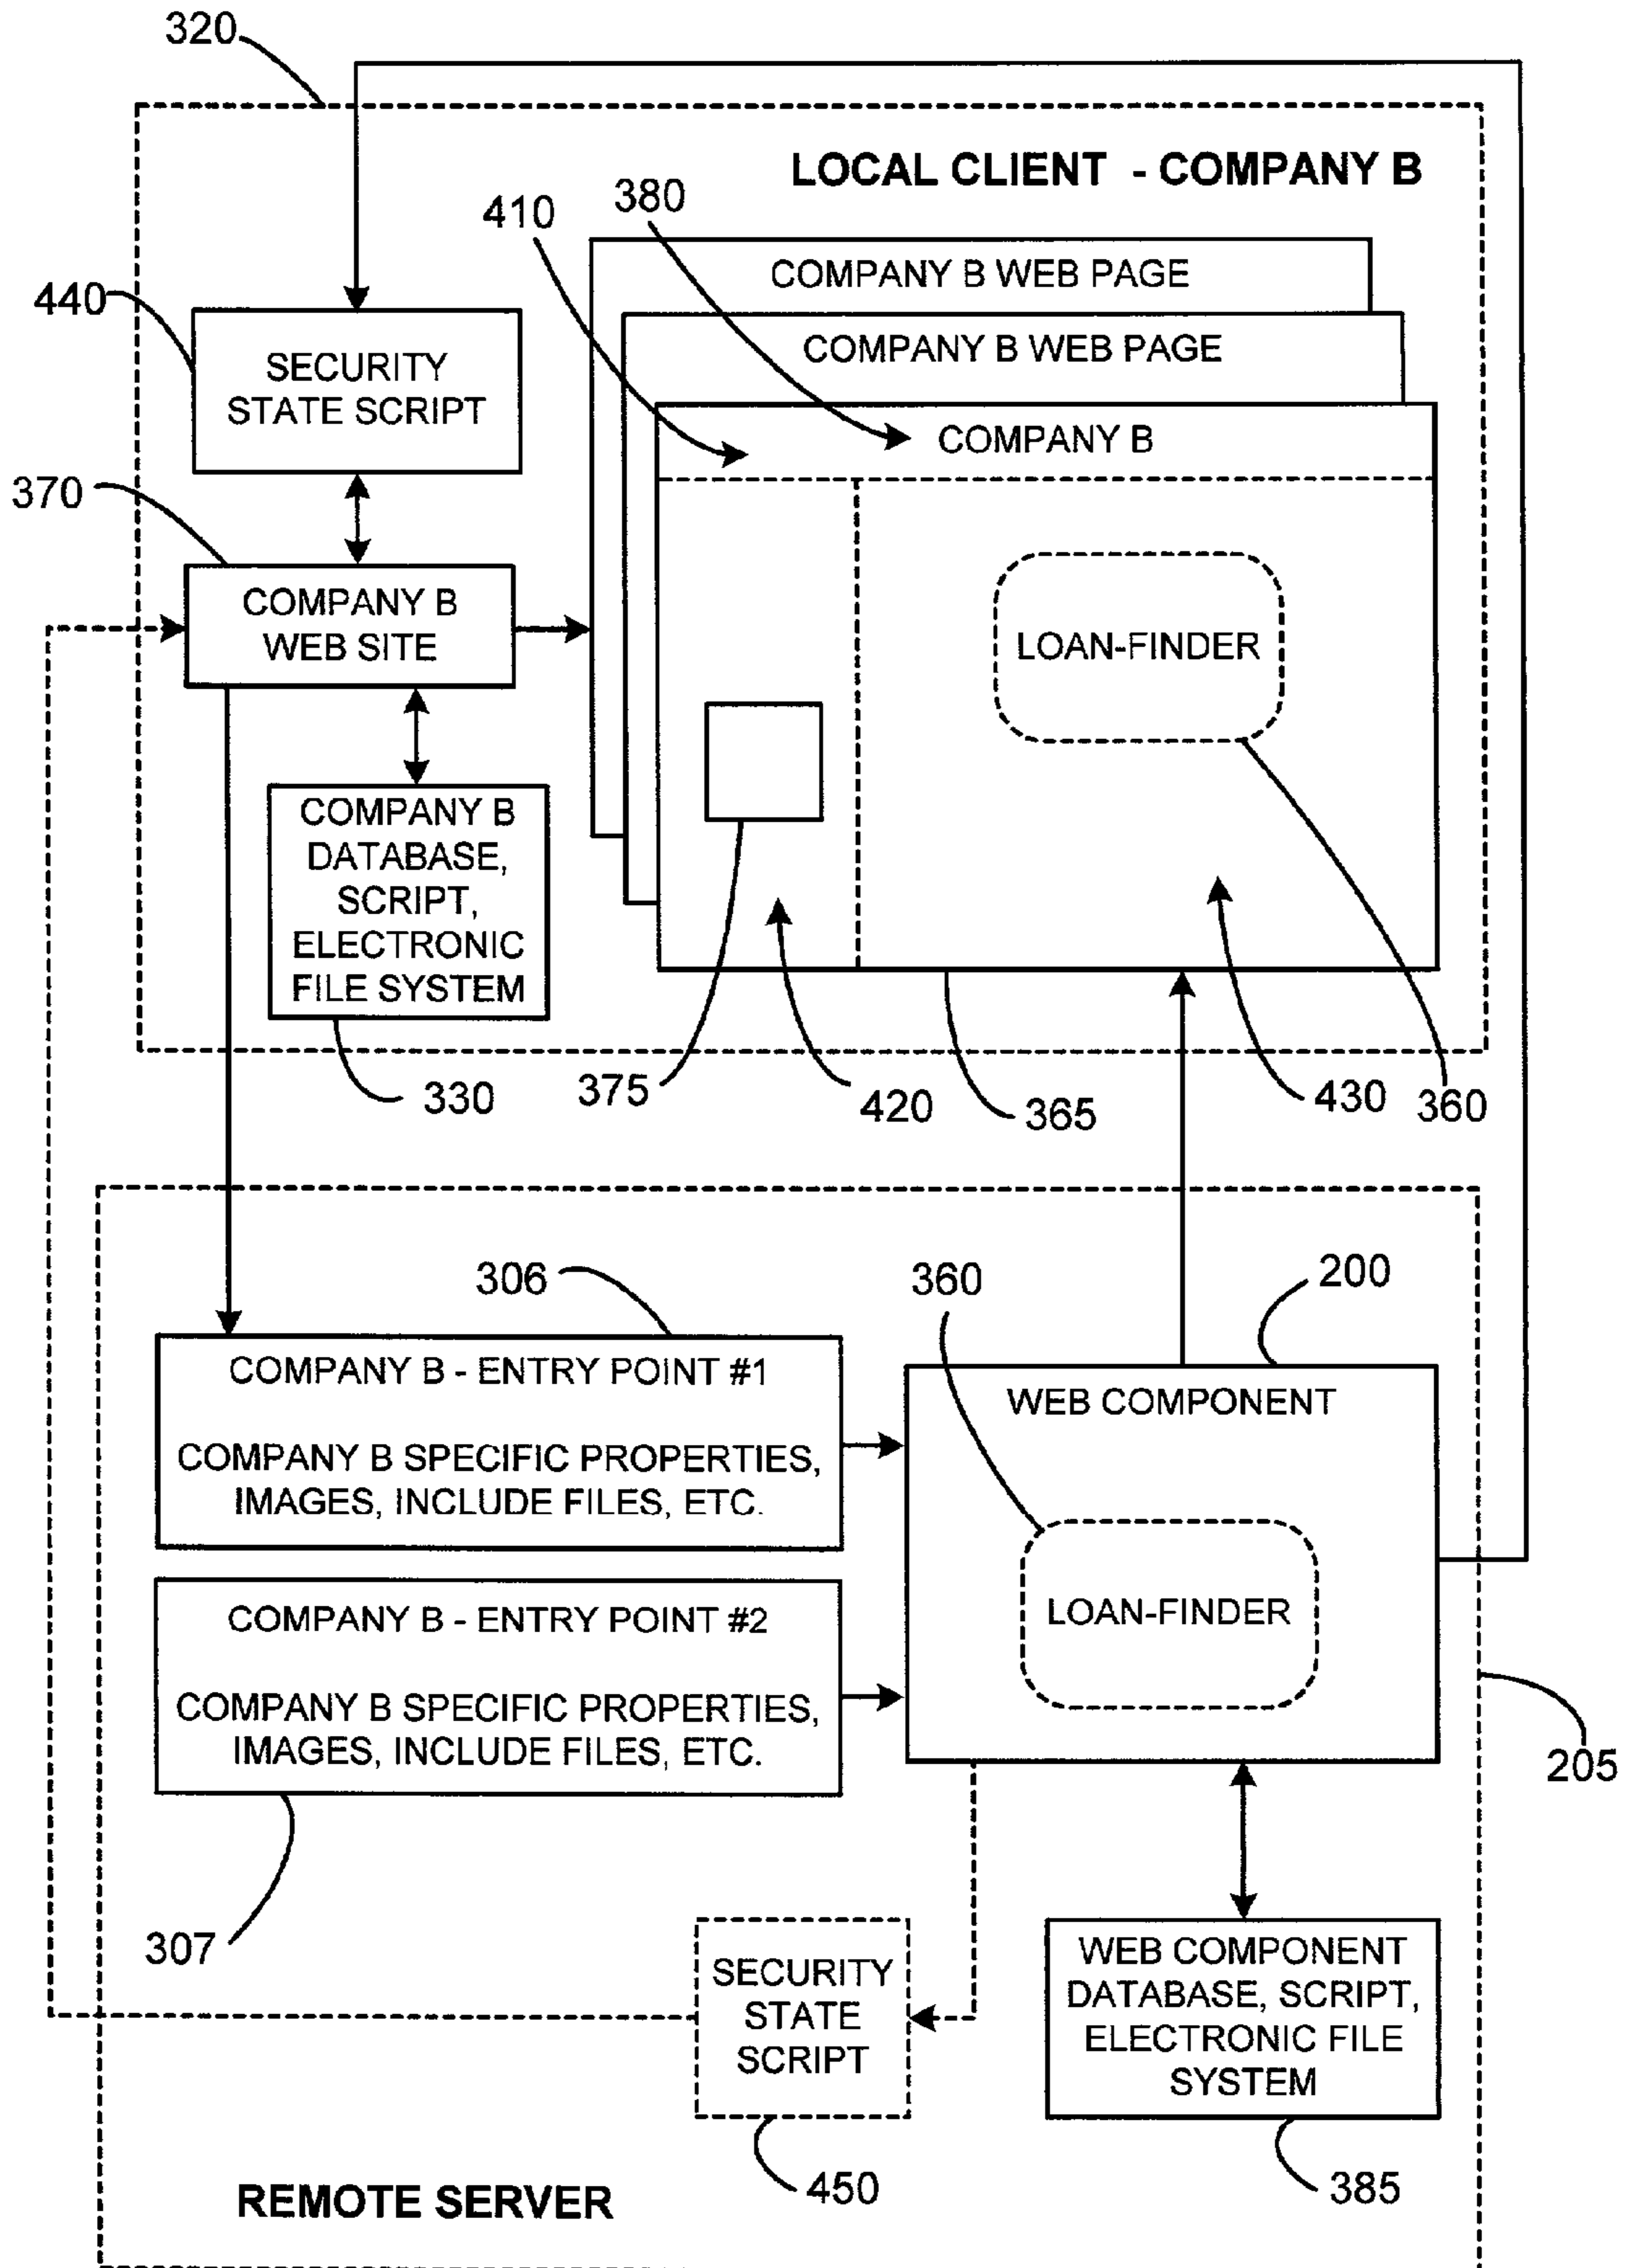 320
LOCAL CLIENT - COMPANY B
410
380
COMPANY B WEB PAGE
COMPANY B WEB PAGE
COMPANY B
440
SECURITY
STATE SCRIPT
370
COMPANY B
WEB SITE
LOAN-FINDER
COMPANY B
DATABASE,
SCRIPT,
ELECTRONIC
FILE SYSTEM
330
375
420
365
430
360
306
360
200
COMPANY B - ENTRY POINT #1
COMPANY B SPECIFIC PROPERTIES,
IMAGES, INCLUDE FILES, ETC.
WEB COMPONENT
LOAN-FINDER
COMPANY B - ENTRY POINT #2
COMPANY B SPECIFIC PROPERTIES,
IMAGES, INCLUDE FILES, ETC.
205
307
SECURITY
STATE
SCRIPT
WEB COMPONENT
DATABASE, SCRIPT,
ELECTRONIC FILE
SYSTEM
450
385
REMOTE SERVER